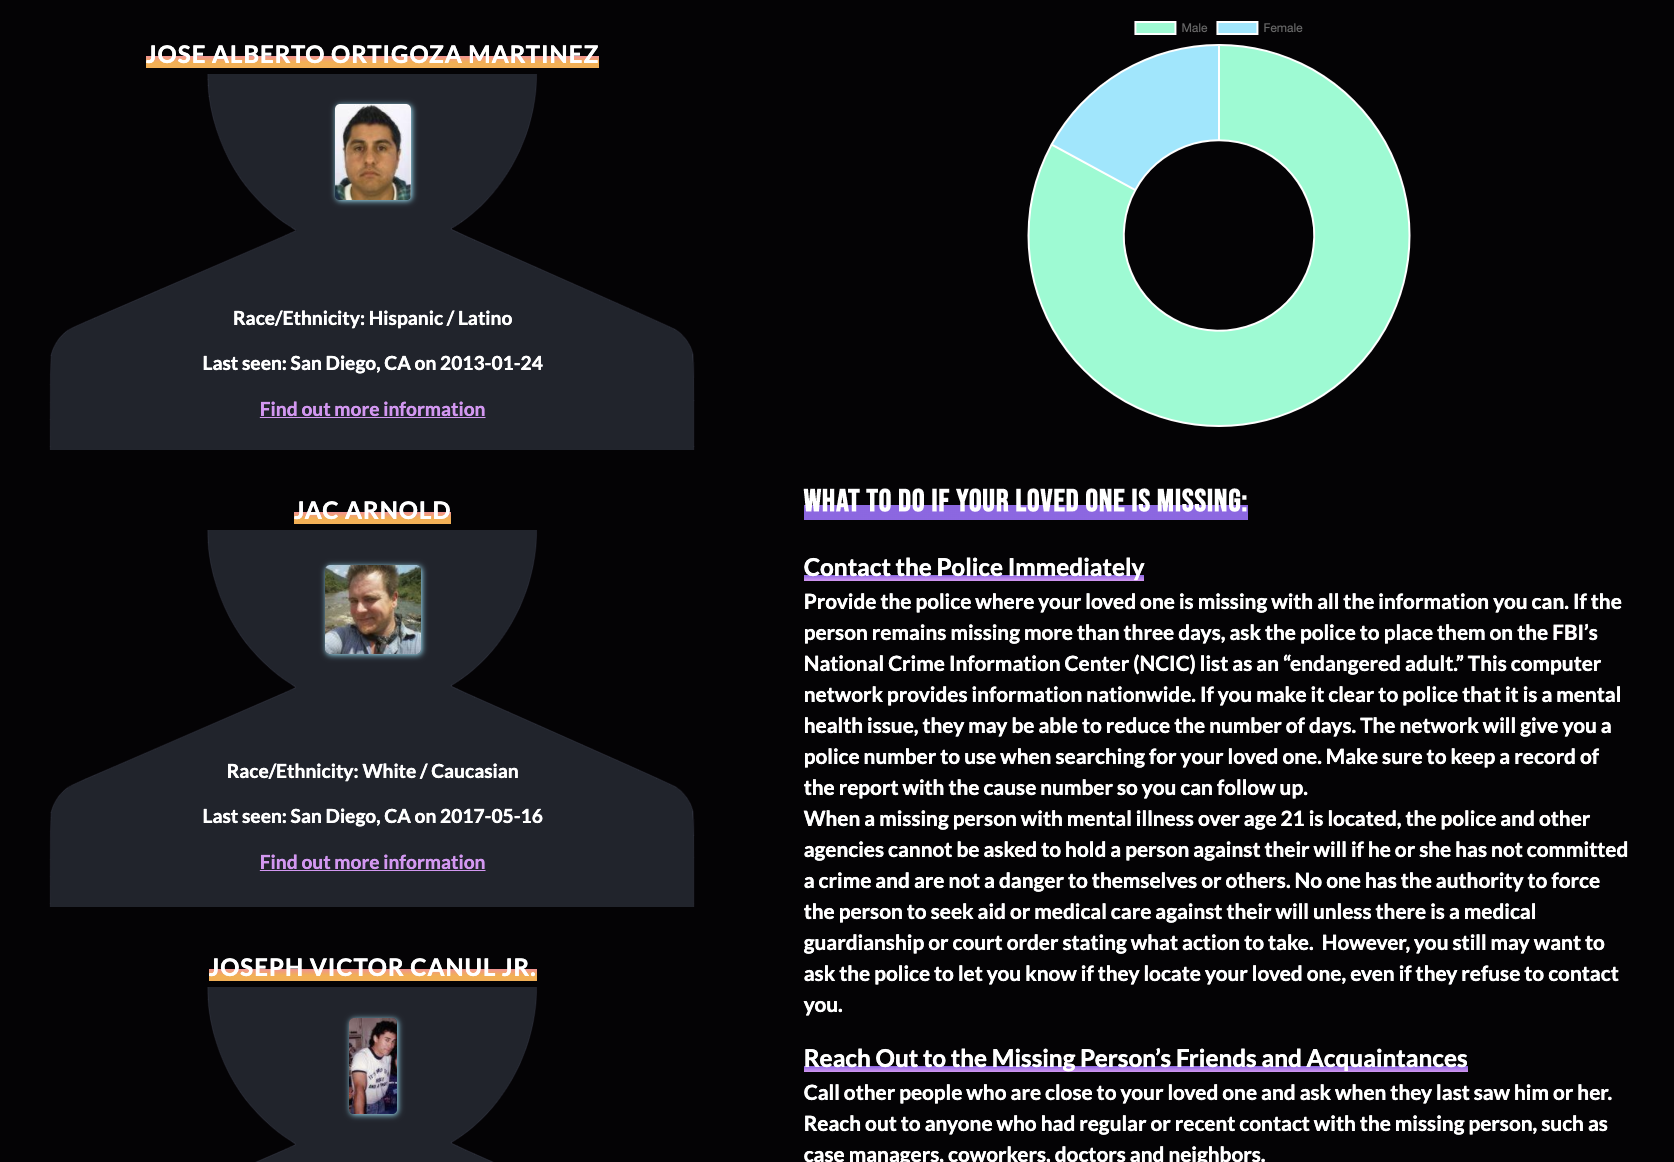 JOSE ALBERTO ORTIGOZA MARTINEZ
Race/Ethnicity: Hispanic / Latino
Last seen: San Diego, CA on 2013-01-24
Find out more information
JAC ARNOLD
Race/Ethnicity: White / Caucasian
Last seen: San Diego, CA on 2017-05-16
Find out more information
JOSEPH VICTOR CANUL JR.
Male Female
WHAT TO DO IF YOUR LOVED ONE IS MISSING:
Contact the Police Immediately
Provide the police where your loved one is missing with all the information you can. If the
person remains missing more than three days, ask the police to place them on the FBI’s
National Crime Information Center (NCIC) list as an “endangered adult.” This computer
network provides information nationwide. If you make it clear to police that it is a mental
health issue, they may be able to reduce the number of days. The network will give you a
police number to use when searching for your loved one. Make sure to keep a record of
the report with the cause number so you can follow up.
When a missing person with mental illness over age 21 is located, the police and other
agencies cannot be asked to hold a person against their will if he or she has not committed
a crime and are not a danger to themselves or others. No one has the authority to force
the person to seek aid or medical care against their will unless there is a medical
guardianship or court order stating what action to take.  However, you still may want to
ask the police to let you know if they locate your loved one, even if they refuse to contact
you.
Reach Out to the Missing Person’s Friends and Acquaintances
Call other people who are close to your loved one and ask when they last saw him or her.
Reach out to anyone who had regular or recent contact with the missing person, such as
case managers, coworkers, doctors and neighbors.